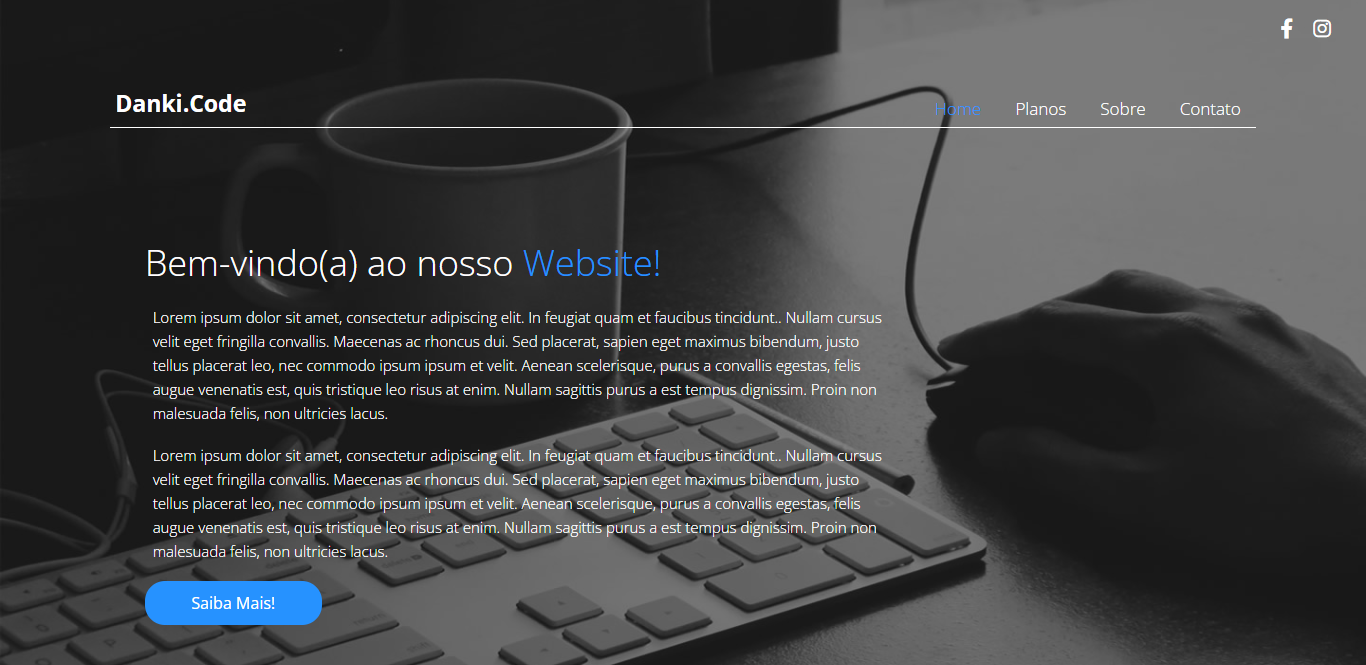 Danki.Code
Home Planos Sobre Contato
Bem-vindo(a) ao nosso Website!
Lorem ipsum dolor sit amet, consectetur adipiscing elit. In feugiat quam et faucibus tincidunt.. Nullam cursus
velit eget fringilla convallis. Maecenas ac rhoncus dui. Sed placerat, sapien eget maximus bibendum, justo
tellus placerat leo, nec commodo ipsum ipsum et velit. Aenean scelerisque, purus a convallis egestas, felis
augue venenatis est, quis tristique leo risus at enim. Nullam sagittis purus a est tempus dignissim. Proin non
malesuada felis, non ultricies lacus.
Lorem ipsum dolor sit amet, consectetur adipiscing elit. In feugiat quam et faucibus tincidunt.. Nullam cursus
velit eget fringilla convallis. Maecenas ac rhoncus dui. Sed placerat, sapien eget maximus bibendum, justo
tellus placerat leo, nec commodo ipsum ipsum et velit. Aenean scelerisque, purus a convallis egestas, felis
augue venenatis est, quis tristique leo risus at enim. Nullam sagittis purus a est tempus dignissim. Proin non
malesuada felis, non ultricies lacus.
Saiba Mais!